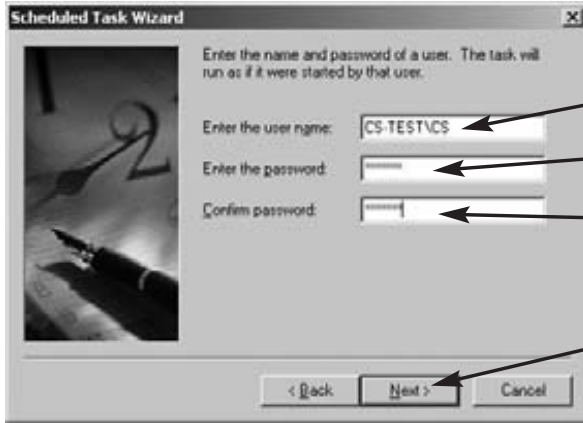 Scheduled Task Wizard
Enter the name and password of a user. The task will
run as if it were started by that user.
Enter the user name: CS-TEST\CS
Enter the password: ********
Confirm password: ********
< Back Next > Cancel